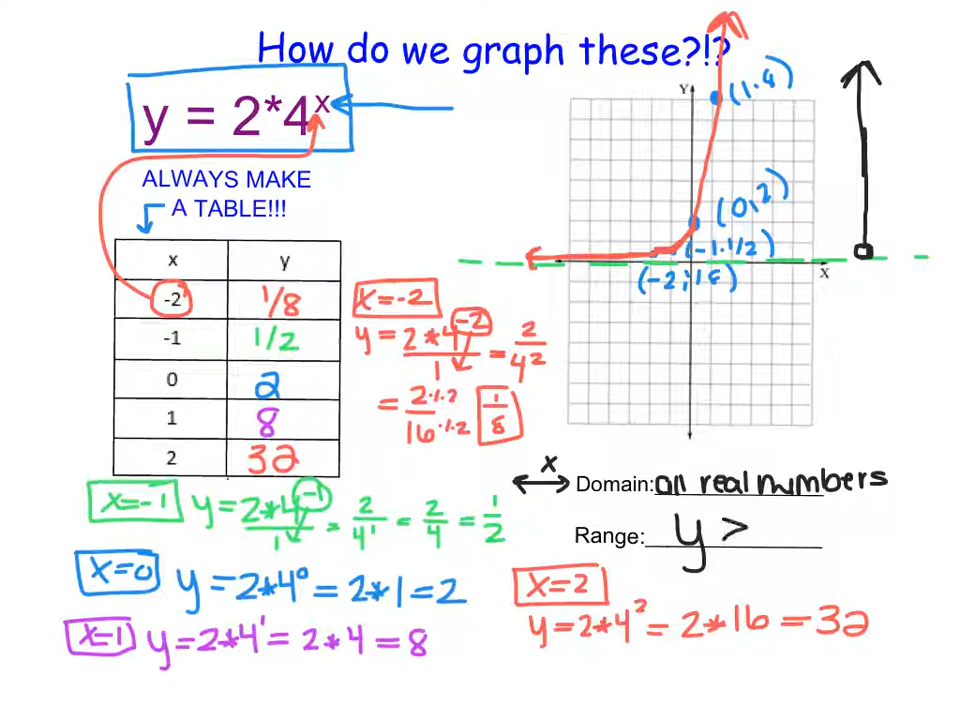 How do we graph these?!?
y = 2*4^x
ALWAYS MAKE
A TABLE!!!
x y
-2 1/8
-1 1/2
0 2
1 8
2 32
x=-2
y = 2*4^-2 / 1 = 2/4^2
= 2·1·2 / 16·1·2 1/8
Y
(0,2)
(-1·1/2)
X
x
Domain: all real numbers
Range: y >
x=-1 y=2*4^-1 / 1 = 2/4^1 = 2/4 = 1/2
x=0 y=2*4^0 = 2*1=2
x=1 y=2*4^1 = 2*4 = 8
x=2
y=2*4^2 = 2*16 = 32